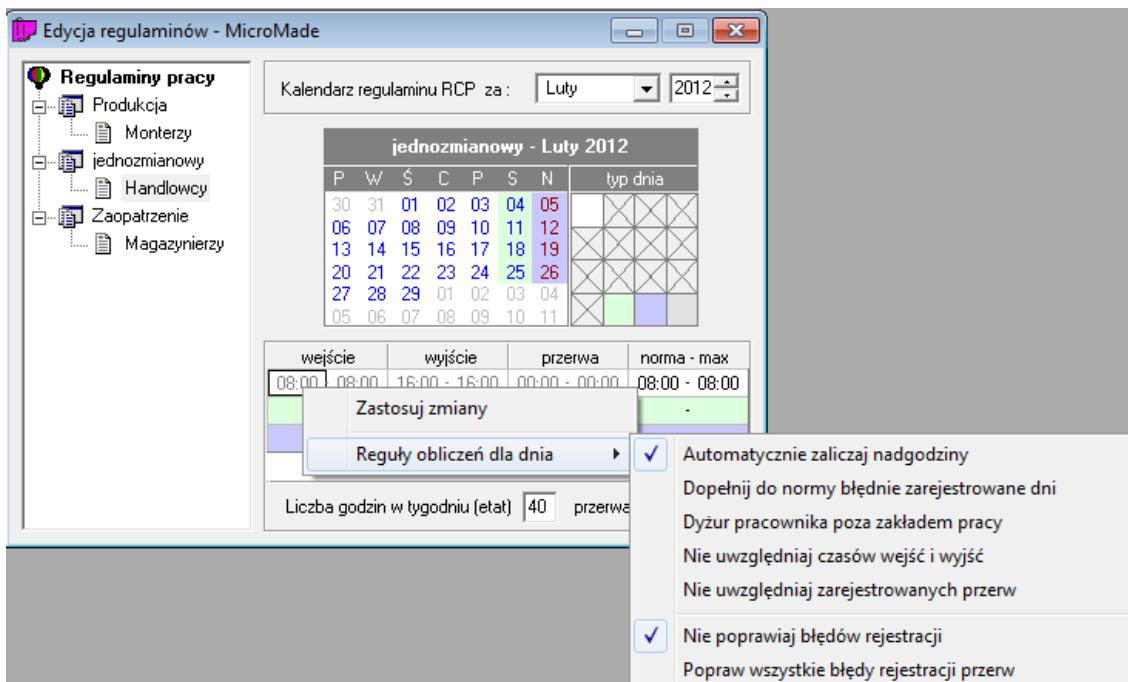 Edycja regulaminów - MicroMade
Regulaminy pracy
Produkcja
Monterzy
jednozmianowy
Handlowcy
Zaopatrzenie
Magazynierzy
Kalendarz regulaminu RCP za : Luty 2012
jednozmianowy - Luty 2012
P W Ś C P S N typ dnia
30 31 01 02 03 04 05
06 07 08 09 10 11 12
13 14 15 16 17 18 19
20 21 22 23 24 25 26
27 28 29 01 02 03 04
05 06 07 08 09 10 11
wejście wyjście przerwa norma - max
08:00 - 08:00 16:00 - 16:00 00:00 - 00:00 08:00 - 08:00
-
Zastosuj zmiany
Reguły obliczeń dla dnia
Liczba godzin w tygodniu (etat) 40 przerwa
Automatycznie zaliczaj nadgodziny
Dopełnij do normy błędnie zarejestrowane dni
Dyżur pracownika poza zakładem pracy
Nie uwzględniaj czasów wejść i wyjść
Nie uwzględniaj zarejestrowanych przerw
Nie poprawiaj błędów rejestracji
Popraw wszystkie błędy rejestracji przerw